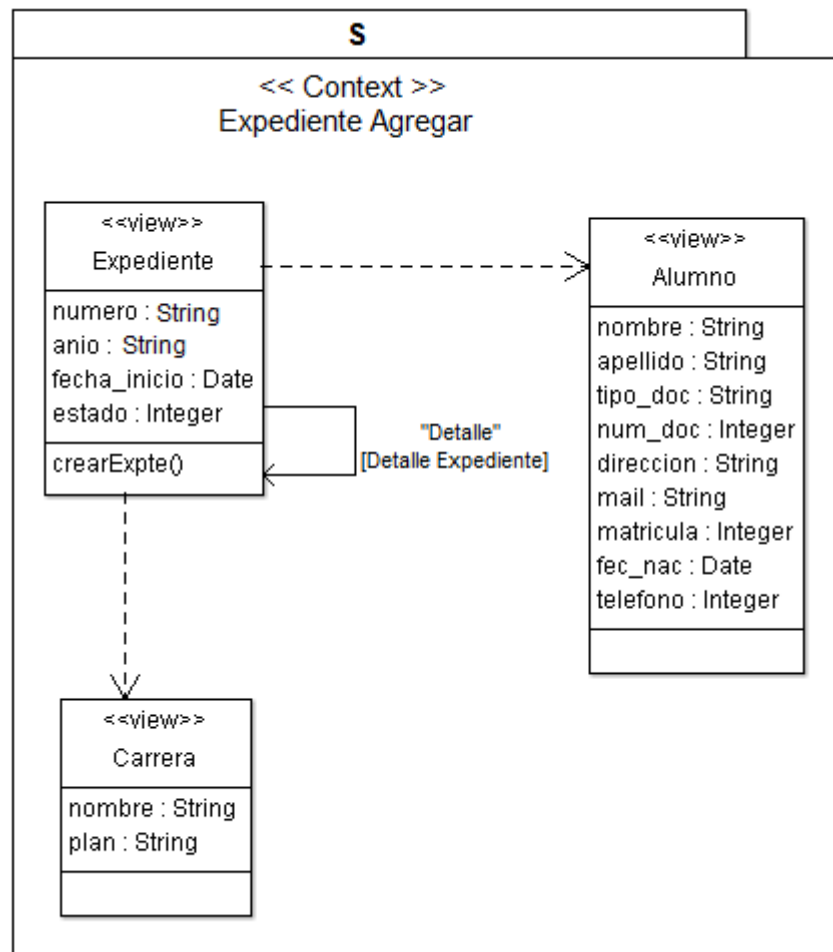 S
<< Context >>
Expediente Agregar
<<view>>
Expediente
numero : String
anio : String
fecha_inicio : Date
estado : Integer
crearExpte()
"Detalle"
[Detalle Expediente]
<<view>>
Alumno
nombre : String
apellido : String
tipo_doc : String
num_doc : Integer
direccion : String
mail : String
matricula : Integer
fec_nac : Date
telefono : Integer
<<view>>
Carrera
nombre : String
plan : String